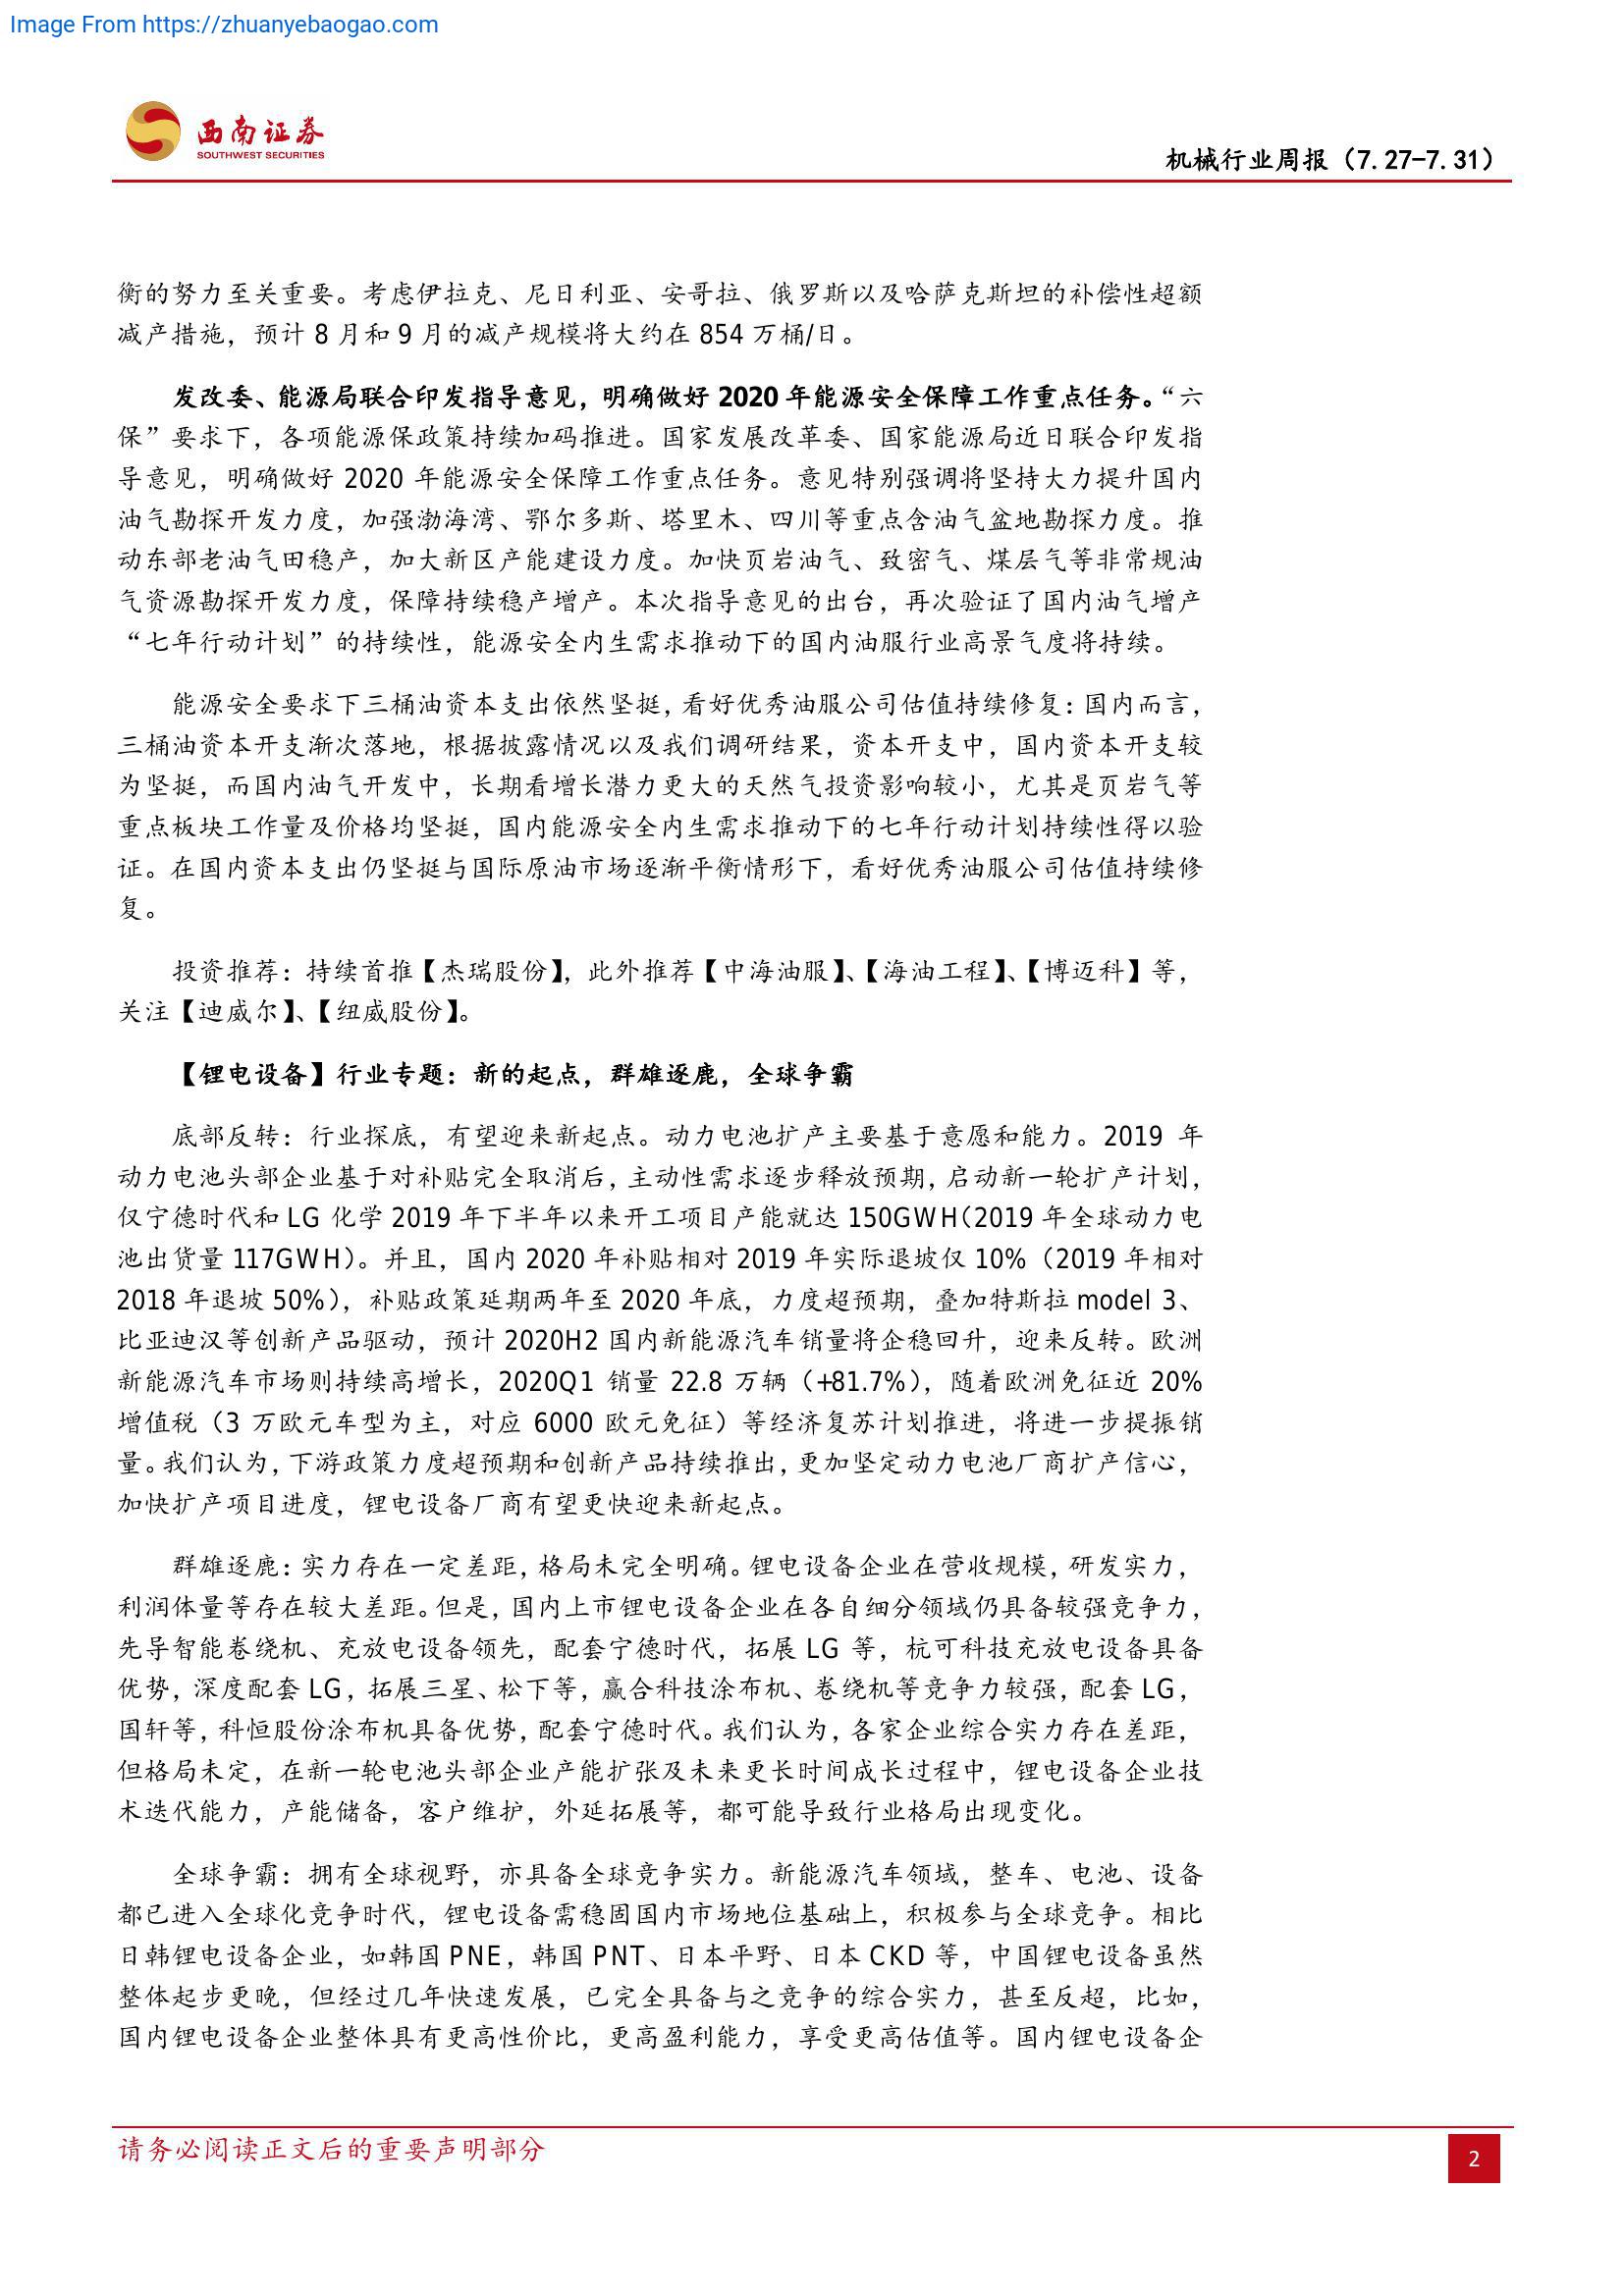 Image From https://zhuanyebaogao.com
西南证券
SOUTHWEST SECURITIES
机械行业周报（7.27-7.31）
衡的努力至关重要。考虑伊拉克、尼日利亚、安哥拉、俄罗斯以及哈萨克斯坦的补偿性超额
减产措施，预计 8 月和 9 月的减产规模将大约在 854 万桶/日。
发改委、能源局联合印发指导意见，明确做好 2020 年能源安全保障工作重点任务。“六
保”要求下，各项能源保政策持续加码推进。国家发展改革委、国家能源局近日联合印发指
导意见，明确做好 2020 年能源安全保障工作重点任务。意见特别强调将坚持大力提升国内
油气勘探开发力度，加强渤海湾、鄂尔多斯、塔里木、四川等重点含油气盆地勘探力度。推
动东部老油气田稳产，加大新区产能建设力度。加快页岩油气、致密气、煤层气等非常规油
气资源勘探开发力度，保障持续稳产增产。本次指导意见的出台，再次验证了国内油气增产
“七年行动计划”的持续性，能源安全内生需求推动下的国内油服行业高景气度将持续。
能源安全要求下三桶油资本支出依然坚挺，看好优秀油服公司估值持续修复：国内而言，
三桶油资本开支渐次落地，根据披露情况以及我们调研结果，资本开支中，国内资本开支较
为坚挺，而国内油气开发中，长期看增长潜力更大的天然气投资影响较小，尤其是页岩气等
重点板块工作量及价格均坚挺，国内能源安全内生需求推动下的七年行动计划持续性得以验
证。在国内资本支出仍坚挺与国际原油市场逐渐平衡情形下，看好优秀油服公司估值持续修
复。
投资推荐：持续首推【杰瑞股份】，此外推荐【中海油服】、【海油工程】、【博迈科】等，
关注【迪威尔】、【纽威股份】。
【锂电设备】行业专题：新的起点，群雄逐鹿，全球争霸
底部反转：行业探底，有望迎来新起点。动力电池扩产主要基于意愿和能力。2019 年
动力电池头部企业基于对补贴完全取消后，主动性需求逐步释放预期，启动新一轮扩产计划，
仅宁德时代和 LG 化学 2019 年下半年以来开工项目产能就达 150GWH（2019 年全球动力电
池出货量 117GWH）。并且，国内 2020 年补贴相对 2019 年实际退坡仅 10%（2019 年相对
2018 年退坡 50%），补贴政策延期两年至 2020 年底，力度超预期，叠加特斯拉 model 3、
比亚迪汉等创新产品驱动，预计 2020H2 国内新能源汽车销量将企稳回升，迎来反转。欧洲
新能源汽车市场则持续高增长，2020Q1 销量 22.8 万辆（+81.7%），随着欧洲免征近 20%
增值税（3 万欧元车型为主，对应 6000 欧元免征）等经济复苏计划推进，将进一步提振销
量。我们认为，下游政策力度超预期和创新产品持续推出，更加坚定动力电池厂商扩产信心，
加快扩产项目进度，锂电设备厂商有望更快迎来新起点。
群雄逐鹿：实力存在一定差距，格局未完全明确。锂电设备企业在营收规模，研发实力，
利润体量等存在较大差距。但是，国内上市锂电设备企业在各自细分领域仍具备较强竞争力，
先导智能卷绕机、充放电设备领先，配套宁德时代，拓展 LG 等，杭可科技充放电设备具备
优势，深度配套 LG，拓展三星、松下等，赢合科技涂布机、卷绕机等竞争力较强，配套 LG，
国轩等，科恒股份涂布机具备优势，配套宁德时代。我们认为，各家企业综合实力存在差距，
但格局未定，在新一轮电池头部企业产能扩张及未来更长时间成长过程中，锂电设备企业技
术迭代能力，产能储备，客户维护，外延拓展等，都可能导致行业格局出现变化。
全球争霸：拥有全球视野，亦具备全球竞争实力。新能源汽车领域，整车、电池、设备
都已进入全球化竞争时代，锂电设备需稳固国内市场地位基础上，积极参与全球竞争。相比
日韩锂电设备企业，如韩国 PNE，韩国 PNT、日本平野、日本 CKD 等，中国锂电设备虽然
整体起步更晚，但经过几年快速发展，已完全具备与之竞争的综合实力，甚至反超，比如，
国内锂电设备企业整体具有更高性价比，更高盈利能力，享受更高估值等。国内锂电设备企
请务必阅读正文后的重要声明部分
2